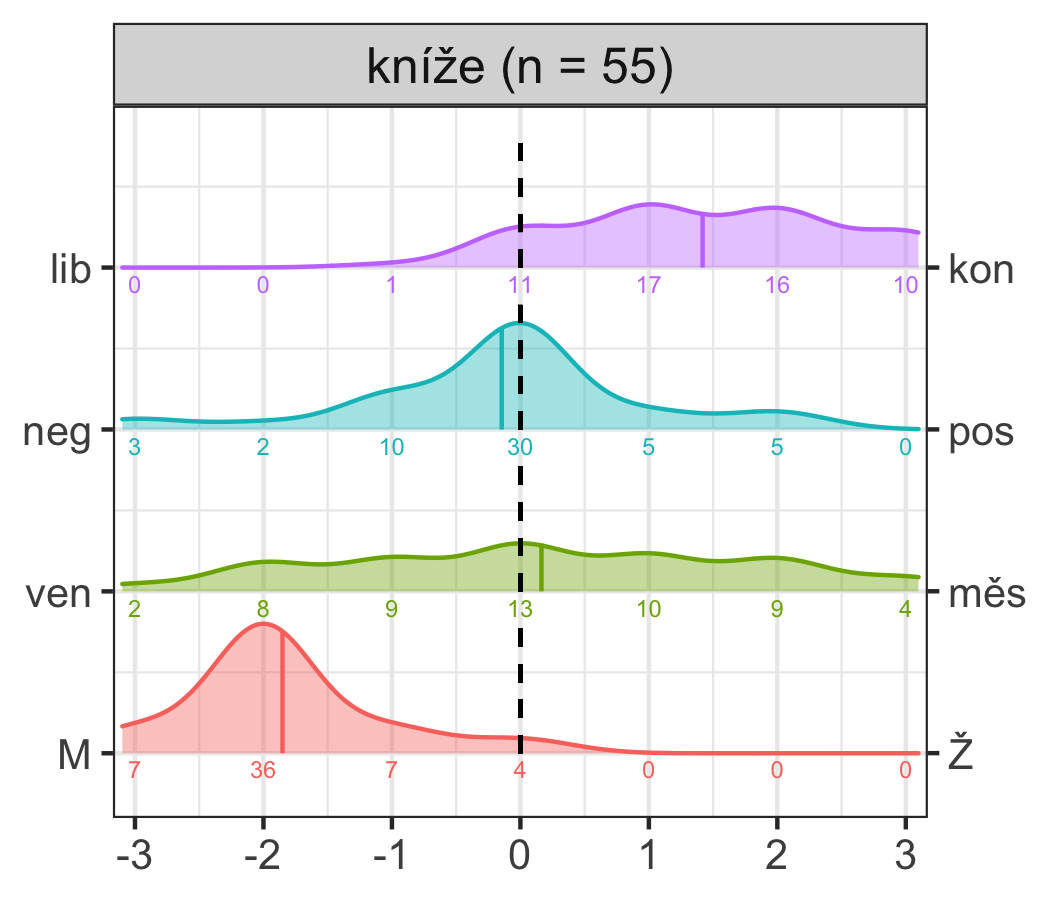 kníže (n = 55)
lib kon
0 0 1 11 17 16 10
neg pos
3 2 10 30 5 5 0
ven měs
2 8 9 13 10 9 4
M Ž
7 36 7 4 0 0 0
-3 -2 -1 0 1 2 3